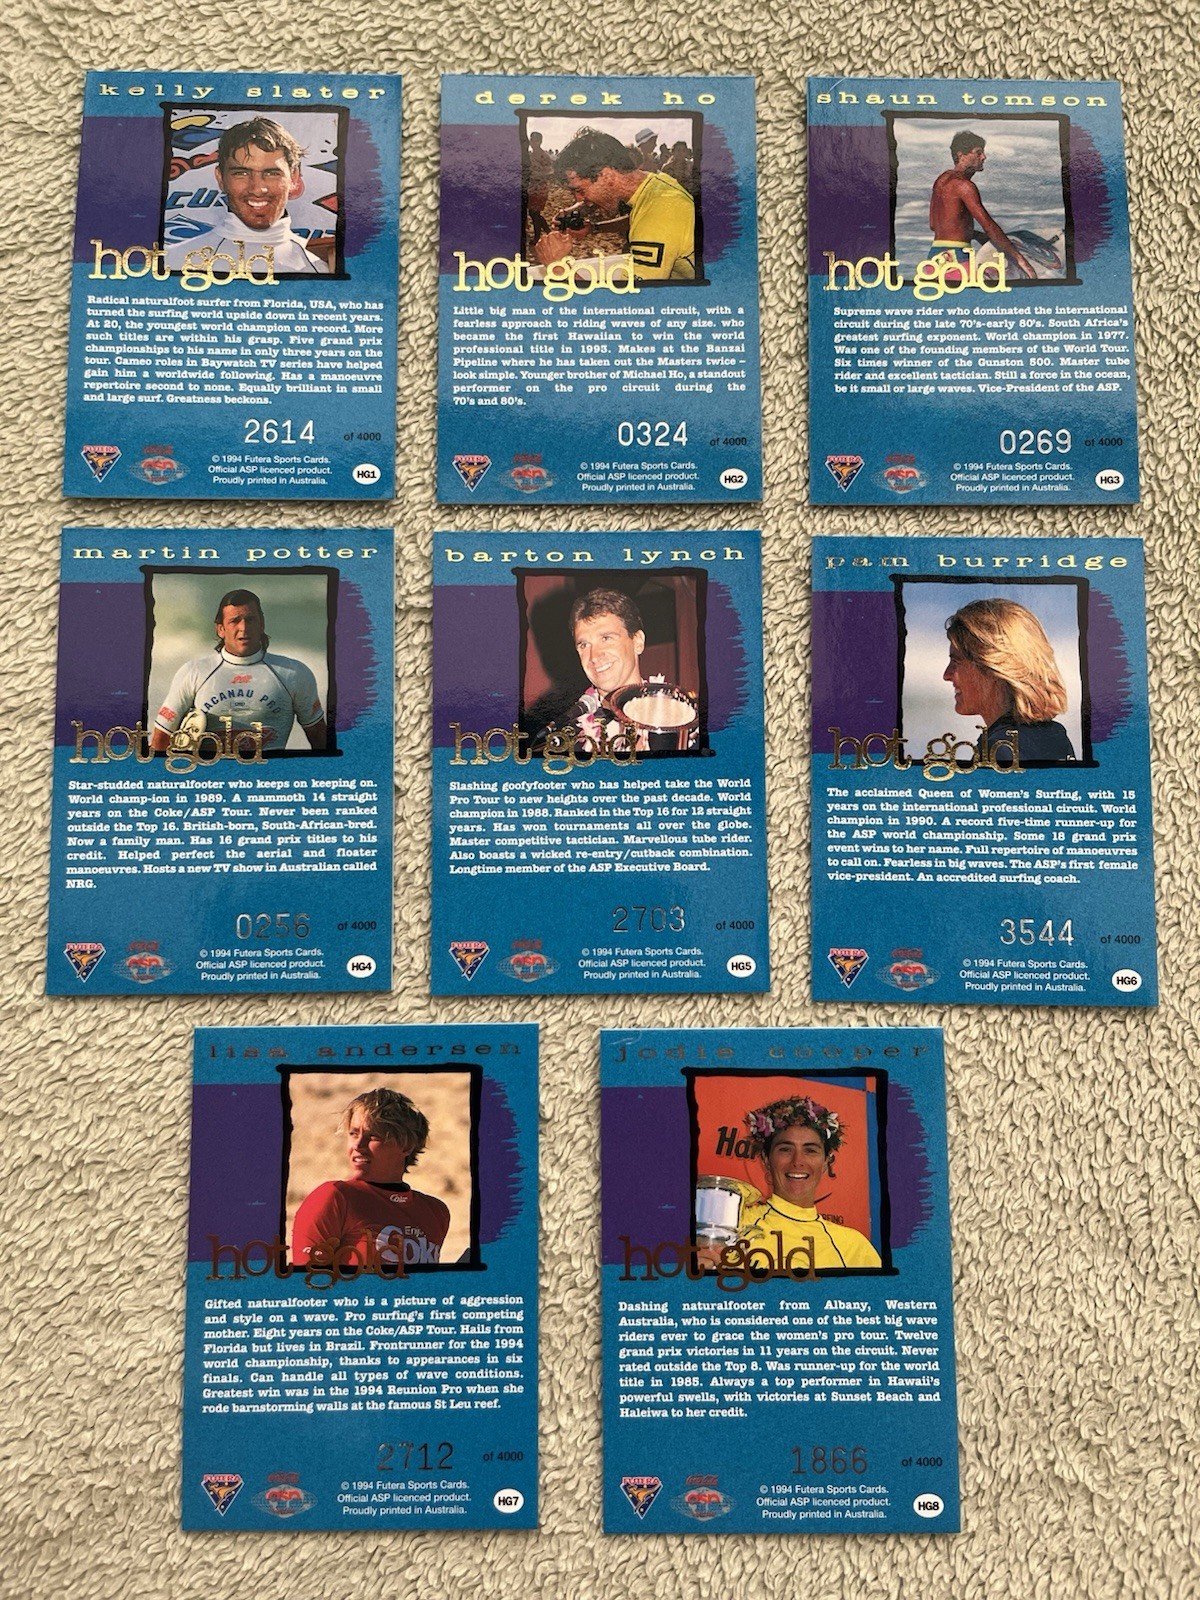 kelly slater
CU
hot gold
Radical naturalfoot surfer from Florida, USA, who has
turned the surfing world upside down in recent years.
At 20, the youngest world champion on record. More
such titles are within his grasp. Five grand prix
championships to his name in only three years on the
tour. Cameo roles in Baywatch TV series have helped
gain him a worldwide following. Has a manoeuvre
repertoire second to none. Equally brilliant in small
and large surf. Greatness beckons.
2614 of 4000
FUTERA
ASP
© 1994 Futera Sports Cards.
Official ASP licenced product.
Proudly printed in Australia.
HG1
derek ho
hot gold
Little big man of the international circuit, with a
fearless approach to riding waves of any size. who
became the first Hawaiian to win the world
professional title in 1993. Makes at the Banzai
Pipeline where he has taken out the Masters twice –
look simple. Younger brother of Michael Ho, a standout
performer on the pro circuit during the
70's and 80's.
0324 of 4000
FUTERA
ASP
© 1994 Futera Sports Cards.
Official ASP licenced product.
Proudly printed in Australia.
HG2
shaun tomson
hot gold
Supreme wave rider who dominated the international
circuit during the late 70's-early 80's. South Africa's
greatest surfing exponent. World champion in 1977.
Was one of the founding members of the World Tour.
Six times winner of the Gunston 500. Master tube
rider and excellent tactician. Still a force in the ocean,
be it small or large waves. Vice-President of the ASP.
0269 of 4000
FUTERA
ASP
© 1994 Futera Sports Cards.
Official ASP licenced product.
Proudly printed in Australia.
HG3
martin potter
LACANAU PRO
hot gold
Star-studded naturalfooter who keeps on keeping on.
World champ-ion in 1989. A mammoth 14 straight
years on the Coke/ASP Tour. Never been ranked
outside the Top 16. British-born, South-African-bred.
Now a family man. Has 16 grand prix titles to his
credit. Helped perfect the aerial and floater
manoeuvres. Hosts a new TV show in Australian called
NRG.
0256 of 4000
FUTERA
ASP
© 1994 Futera Sports Cards.
Official ASP licenced product.
Proudly printed in Australia.
HG4
barton lynch
hot gold
Slashing goofyfooter who has helped take the World
Pro Tour to new heights over the past decade. World
champion in 1988. Ranked in the Top 16 for 12 straight
years. Has won tournaments all over the globe.
Master competitive tactician. Marvellous tube rider.
Also boasts a wicked re-entry/cutback combination.
Longtime member of the ASP Executive Board.
2703 of 4000
FUTERA
ASP
© 1994 Futera Sports Cards.
Official ASP licenced product.
Proudly printed in Australia.
HG5
pam burridge
hot gold
The acclaimed Queen of Women's Surfing, with 15
years on the international professional circuit. World
champion in 1990. A record five-time runner-up for
the ASP world championship. Some 18 grand prix
event wins to her name. Full repertoire of manoeuvres
to call on. Fearless in big waves. The ASP's first female
vice-president. An accredited surfing coach.
3544 of 4000
FUTERA
ASP
© 1994 Futera Sports Cards.
Official ASP licenced product.
Proudly printed in Australia.
HG6
lisa andersen
Enjoy
Coke
hot gold
Gifted naturalfooter who is a picture of aggression
and style on a wave. Pro surfing's first competing
mother. Eight years on the Coke/ASP Tour. Hails from
Florida but lives in Brazil. Frontrunner for the 1994
world championship, thanks to appearances in six
finals. Can handle all types of wave conditions.
Greatest win was in the 1994 Reunion Pro when she
rode barnstorming walls at the famous St Leu reef.
2712 of 4000
FUTERA
ASP
© 1994 Futera Sports Cards.
Official ASP licenced product.
Proudly printed in Australia.
HG7
jodie cooper
hot gold
Dashing naturalfooter from Albany, Western
Australia, who is considered one of the best big wave
riders ever to grace the women's pro tour. Twelve
grand prix victories in 11 years on the circuit. Never
rated outside the Top 8. Was runner-up for the world
title in 1985. Always a top performer in Hawaii's
powerful swells, with victories at Sunset Beach and
Haleiwa to her credit.
1866 of 4000
FUTERA
ASP
© 1994 Futera Sports Cards.
Official ASP licenced product.
Proudly printed in Australia.
HG8